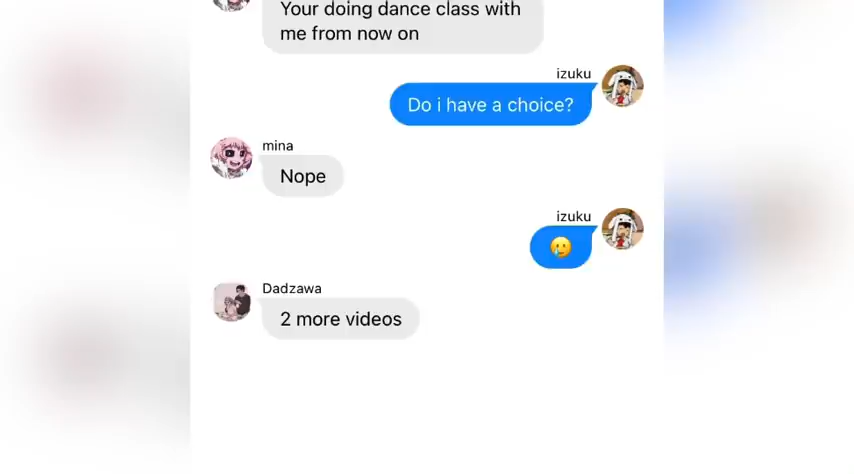 Your doing dance class with
me from now on
izuku
Do i have a choice?
mina
Nope
izuku
🥲
Dadzawa
2 more videos